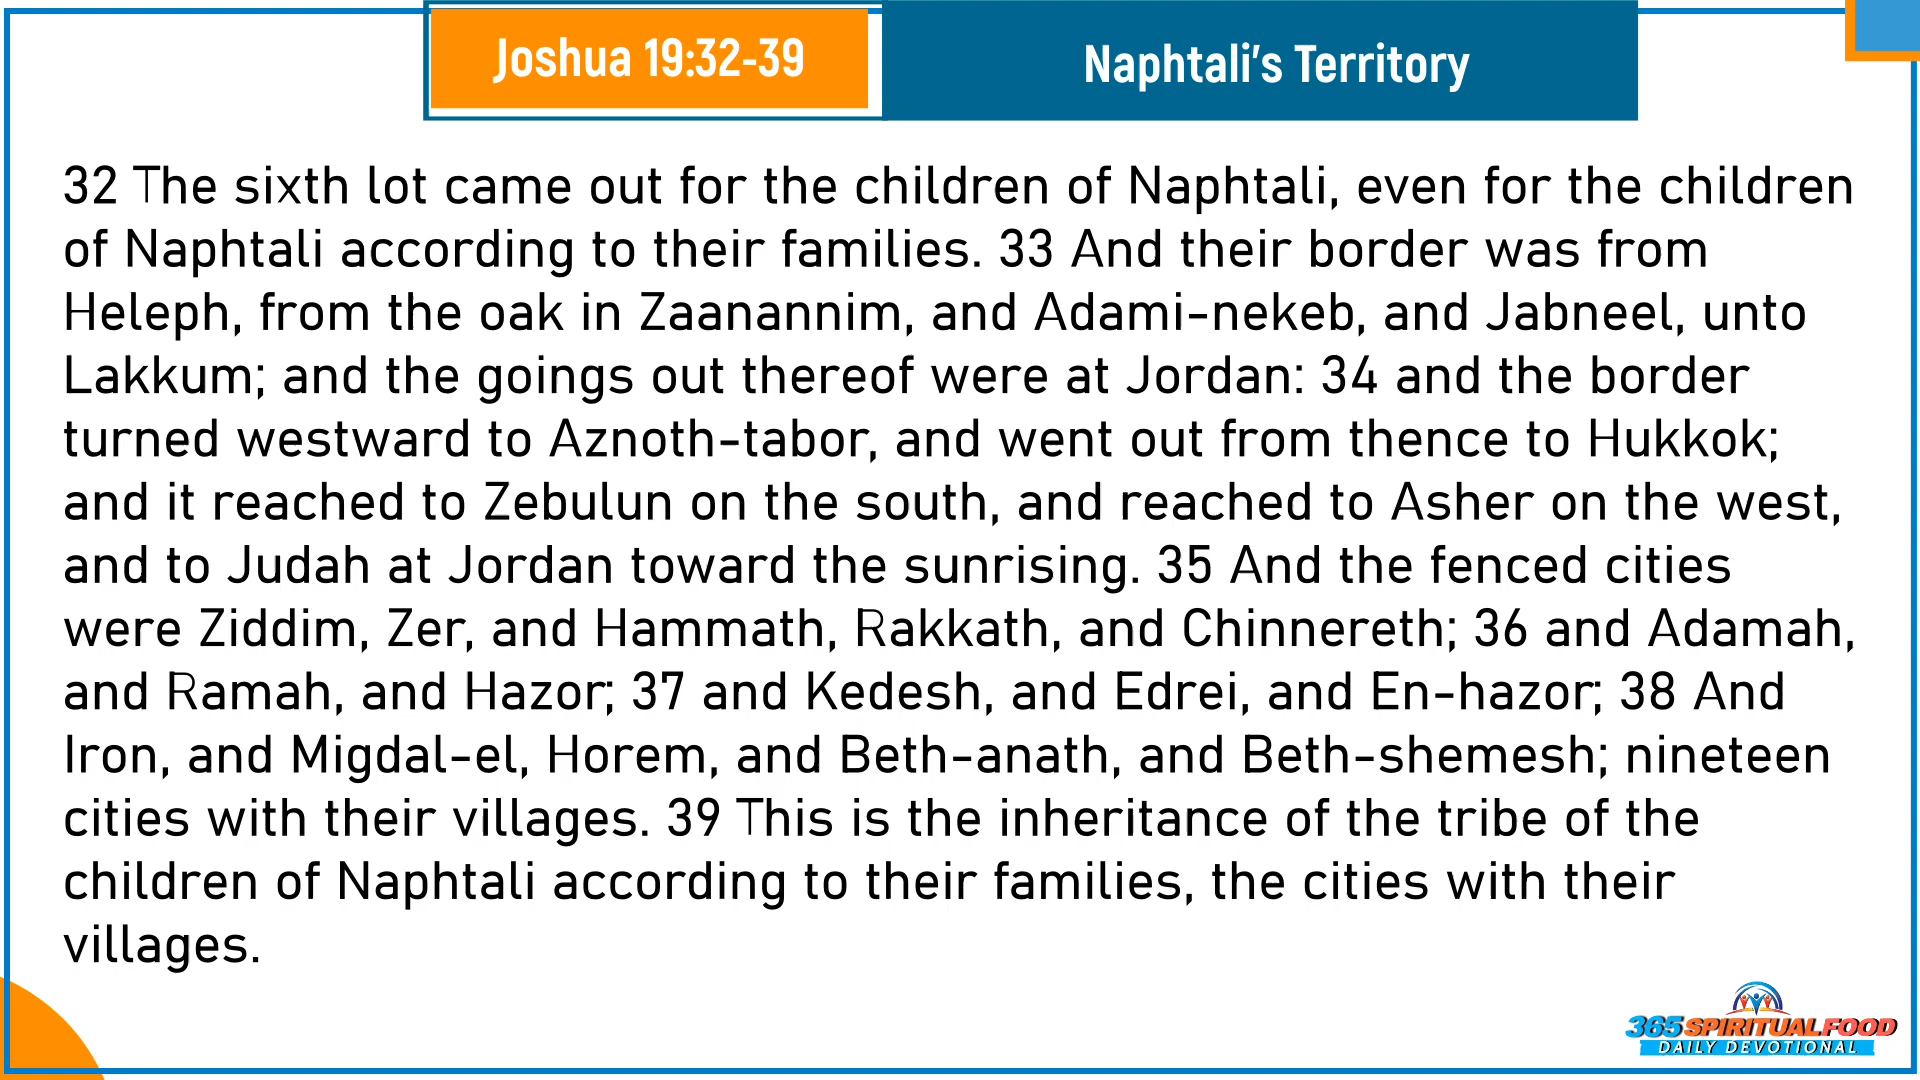 Joshua 19:32-39
Naphtali's Territory
32 The sixth lot came out for the children of Naphtali, even for the children
of Naphtali according to their families. 33 And their border was from
Heleph, from the oak in Zaanannim, and Adami-nekeb, and Jabneel, unto
Lakkum; and the goings out thereof were at Jordan: 34 and the border
turned westward to Aznoth-tabor, and went out from thence to Hukkok;
and it reached to Zebulun on the south, and reached to Asher on the west,
and to Judah at Jordan toward the sunrising. 35 And the fenced cities
were Ziddim, Zer, and Hammath, Rakkath, and Chinnereth; 36 and Adamah,
and Ramah, and Hazor; 37 and Kedesh, and Edrei, and En-hazor; 38 And
Iron, and Migdal-el, Horem, and Beth-anath, and Beth-shemesh; nineteen
cities with their villages. 39 This is the inheritance of the tribe of the
children of Naphtali according to their families, the cities with their
villages.
365SPIRITUALFOOD
DAILY DEVOTIONAL